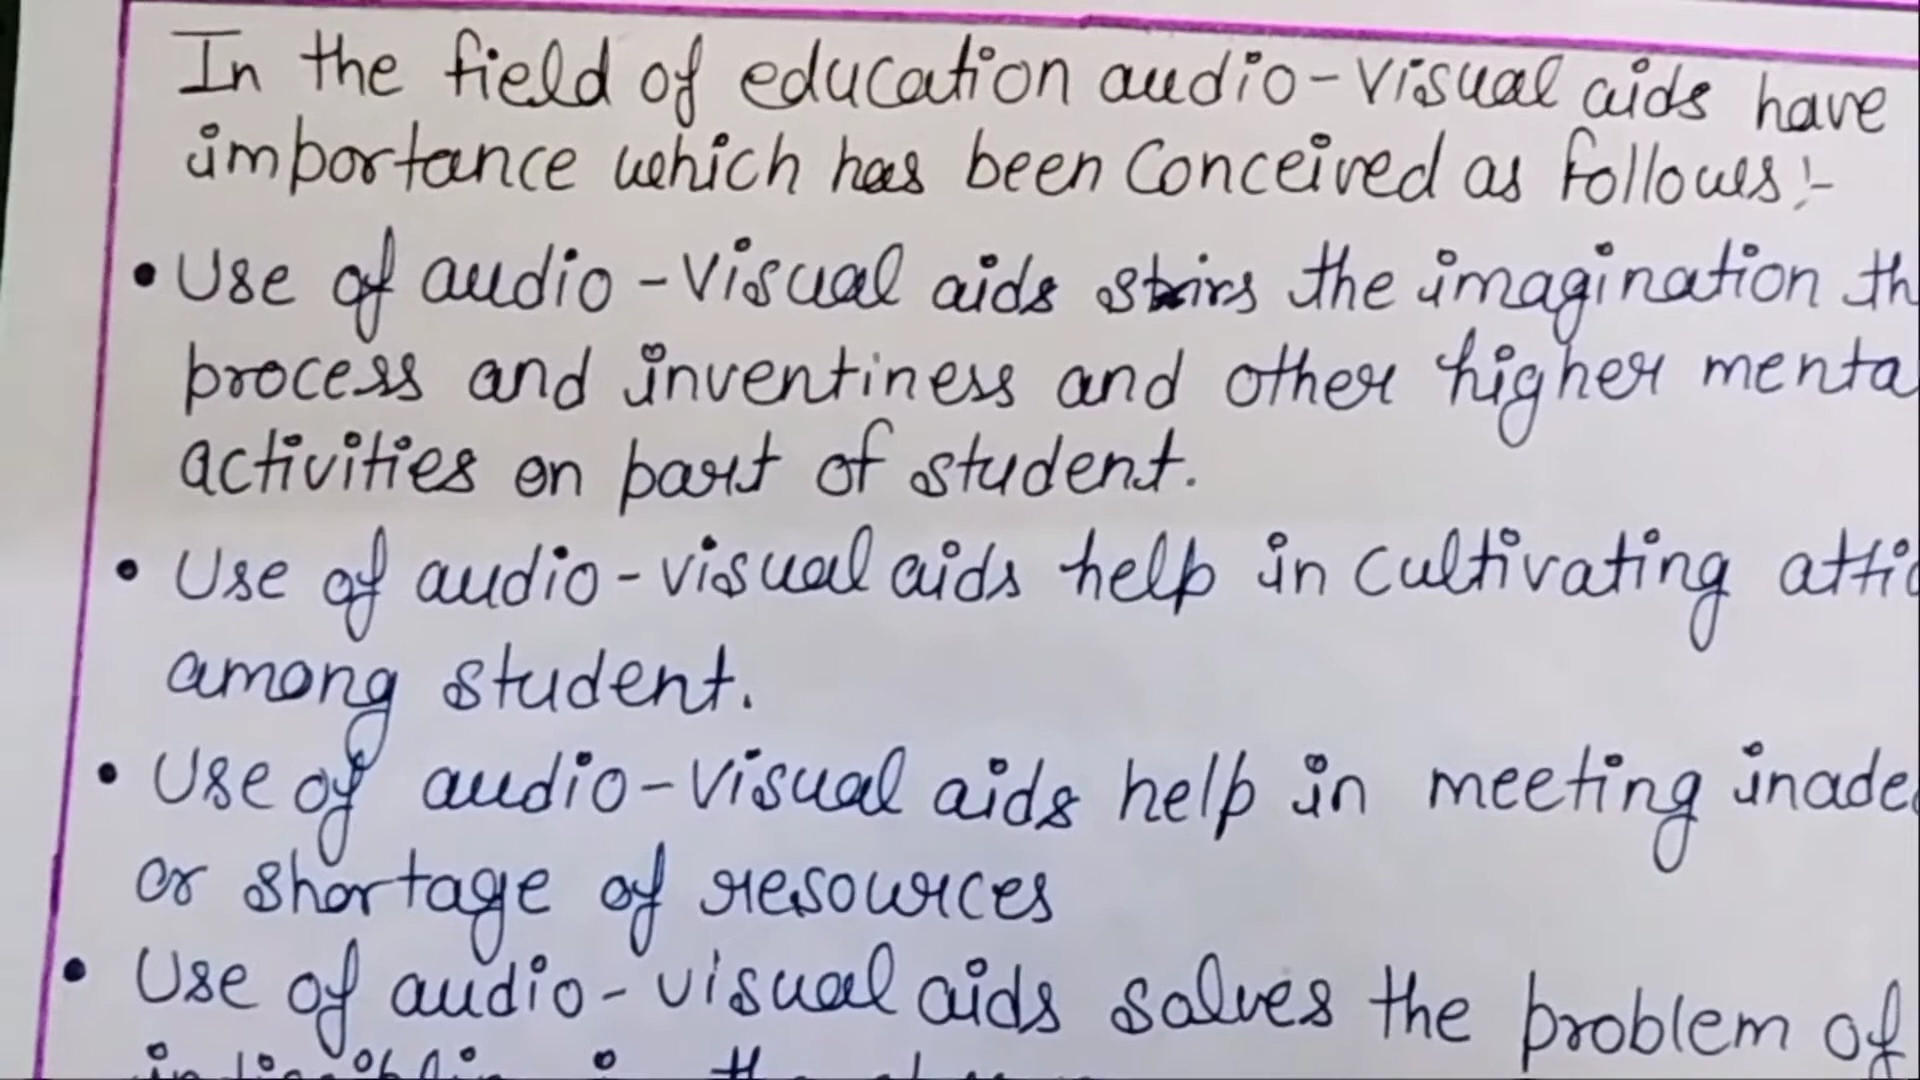 In the field of education audio-visual aids have
importance which has been conceived as follows:-
• Use of audio-visual aids stirs the imagination th
process and inventiness and other higher menta
activities on part of student.
• Use of audio-visual aids help in cultivating
among student.
• Use of audio-visual aids help in meeting inade
or shortage of resources
• Use of audio-visual aids solves the problem of